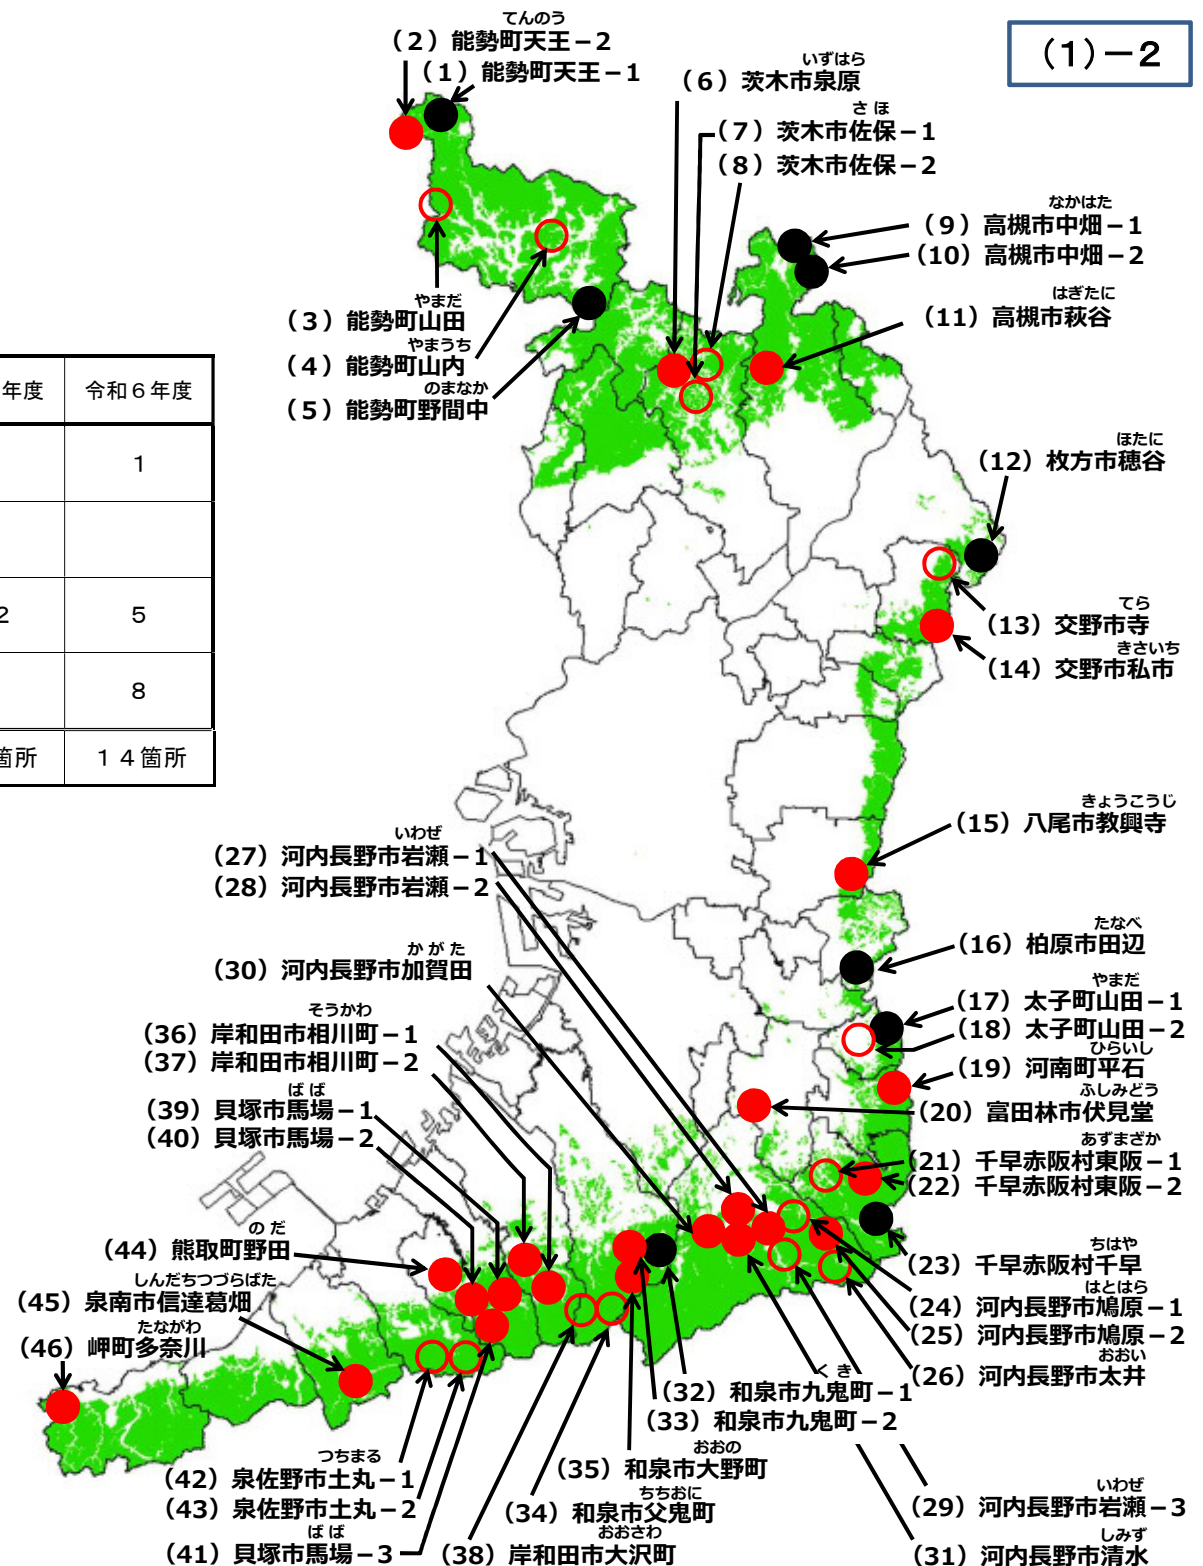 (1)－2
てんのう
(2) 能勢町天王－2
(1) 能勢町天王－1
いずはら
(6) 茨木市泉原
さほ
(7) 茨木市佐保－1
(8) 茨木市佐保－2
なかはた
(9) 高槻市中畑－1
(10) 高槻市中畑－2
はぎたに
(11) 高槻市萩谷
やまだ
(3) 能勢町山田
やまうち
(4) 能勢町山内
のまなか
(5) 能勢町野間中
年度 令和６年度
1
2 5
8
箇所 １４箇所
ほたに
(12) 枚方市穂谷
てら
(13) 交野市寺
きさいち
(14) 交野市私市
きょうこうじ
(15) 八尾市教興寺
たなべ
(16) 柏原市田辺
やまだ
(17) 太子町山田－1
(18) 太子町山田－2
ひらいし
(19) 河南町平石
ふしみどう
(20) 富田林市伏見堂
あずまざか
(21) 千早赤阪村東阪－1
(22) 千早赤阪村東阪－2
ちはや
(23) 千早赤阪村千早
はとはら
(24) 河内長野市鳩原－1
(25) 河内長野市鳩原－2
おおい
(26) 河内長野市太井
いわぜ
(27) 河内長野市岩瀬－1
(28) 河内長野市岩瀬－2
かがた
(30) 河内長野市加賀田
そうかわ
(36) 岸和田市相川町－1
(37) 岸和田市相川町－2
ばば
(39) 貝塚市馬場－1
(40) 貝塚市馬場－2
のだ
(44) 熊取町野田
しんだちつづらばた
(45) 泉南市信達葛畑
たながわ
(46) 岬町多奈川
くき
(32) 和泉市九鬼町－1
(33) 和泉市九鬼町－2
おおの
(35) 和泉市大野町
ちちおに
(34) 和泉市父鬼町
おおさわ
(38) 岸和田市大沢町
つちまる
(42) 泉佐野市土丸－1
(43) 泉佐野市土丸－2
ばば
(41) 貝塚市馬場－3
いわぜ
(29) 河内長野市岩瀬－3
しみず
(31) 河内長野市清水